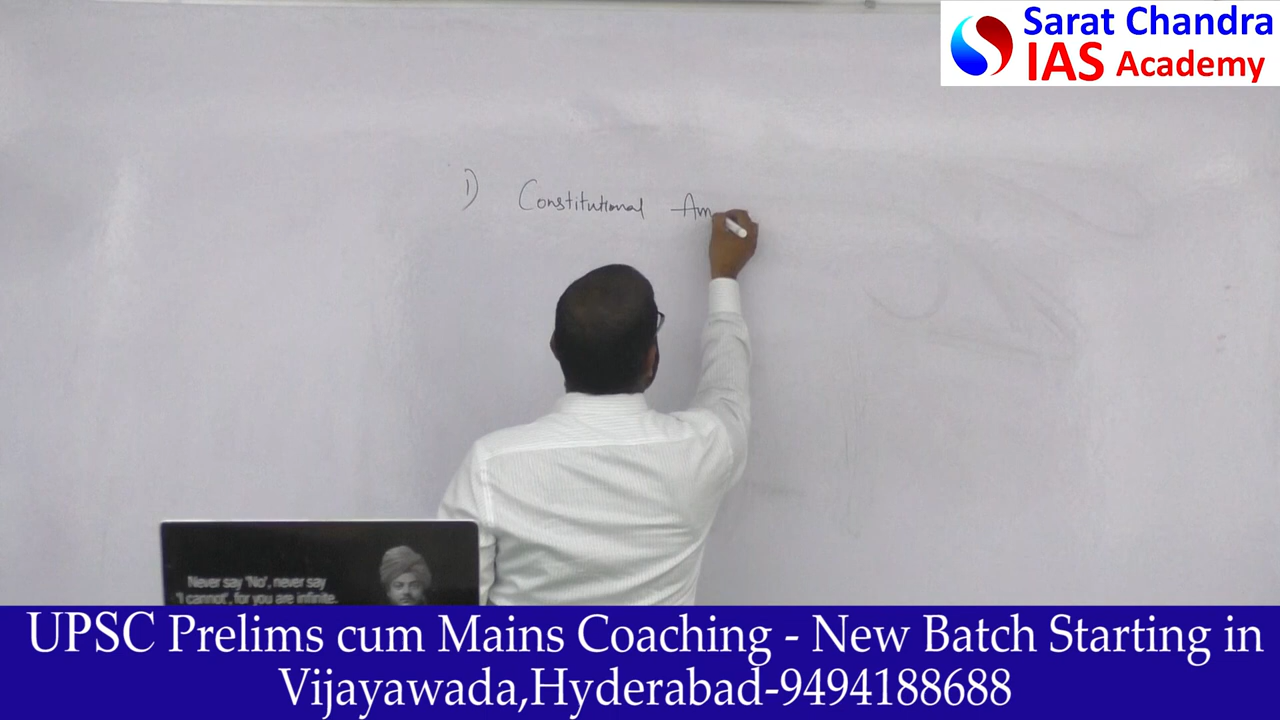 Sarat Chandra
IAS Academy
1) Constitutional Am
Never say 'No', never say
'I cannot', for you are infinite.
UPSC Prelims cum Mains Coaching - New Batch Starting in
Vijayawada,Hyderabad-9494188688